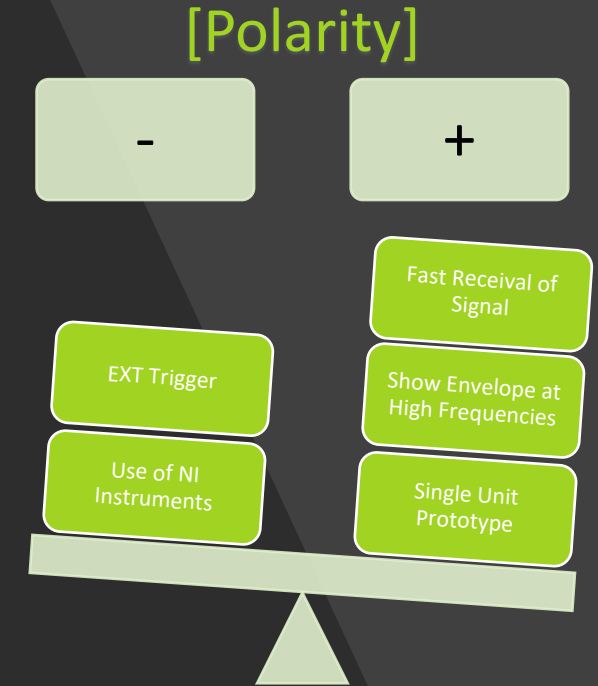 [Polarity]
-
+
EXT Trigger
Use of NI
Instruments
Fast Receival of
Signal
Show Envelope at
High Frequencies
Single Unit
Prototype